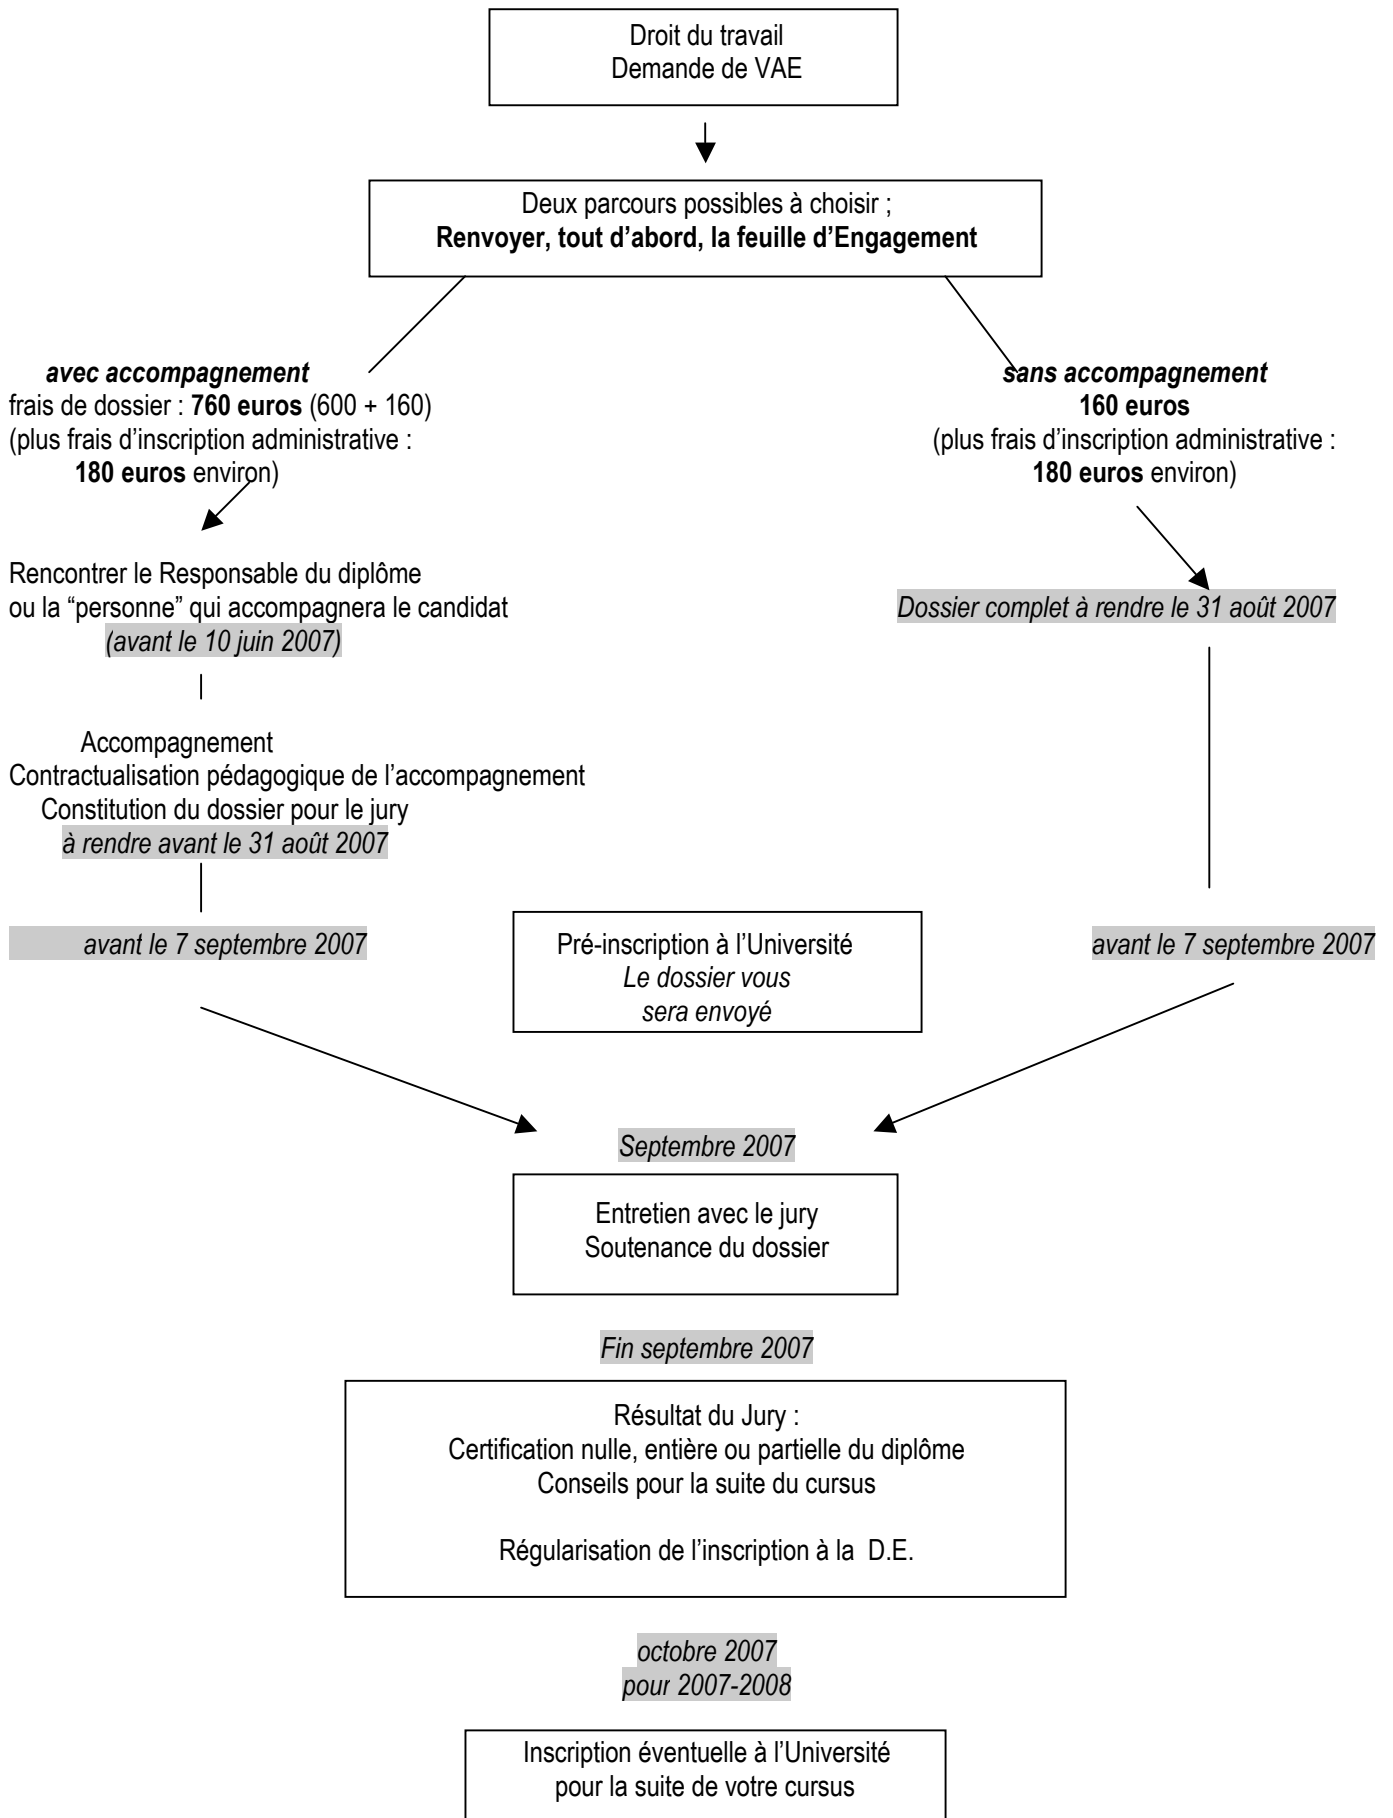 Droit du travail
Demande de VAE
Deux parcours possibles à choisir ;
Renvoyer, tout d’abord, la feuille d’Engagement
avec accompagnement
frais de dossier : 760 euros (600 + 160)
(plus frais d’inscription administrative :
180 euros environ)
sans accompagnement
160 euros
(plus frais d’inscription administrative :
180 euros environ)
Rencontrer le Responsable du diplôme
ou la “personne” qui accompagnera le candidat
(avant le 10 juin 2007)
Dossier complet à rendre le 31 août 2007
Accompagnement
Contractualisation pédagogique de l’accompagnement
Constitution du dossier pour le jury
à rendre avant le 31 août 2007
avant le 7 septembre 2007
Pré-inscription à l’Université
Le dossier vous
sera envoyé
avant le 7 septembre 2007
Septembre 2007
Entretien avec le jury
Soutenance du dossier
Fin septembre 2007
Résultat du Jury :
Certification nulle, entière ou partielle du diplôme
Conseils pour la suite du cursus
Régularisation de l’inscription à la D.E.
octobre 2007
pour 2007-2008
Inscription éventuelle à l’Université
pour la suite de votre cursus